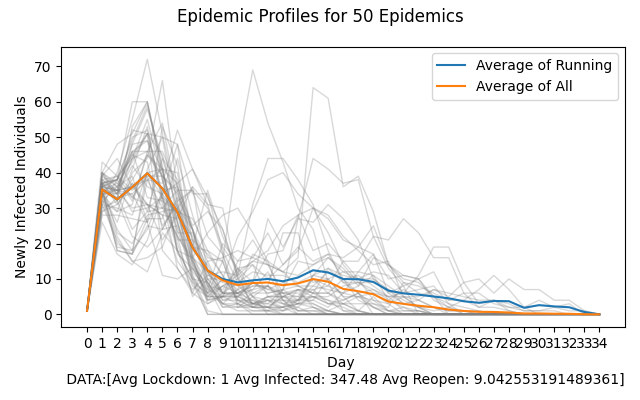 Epidemic Profiles for 50 Epidemics
Average of Running
Average of All
70
60
50
40
30
20
10
0
Newly Infected Individuals
0 1 2 3 4 5 6 7 8 9 10 11 12 13 14 15 16 17 18 19 20 21 22 23 24 25 26 27 28 29 30 31 32 33 34
Day
DATA:[Avg Lockdown: 1 Avg Infected: 347.48 Avg Reopen: 9.042553191489361]